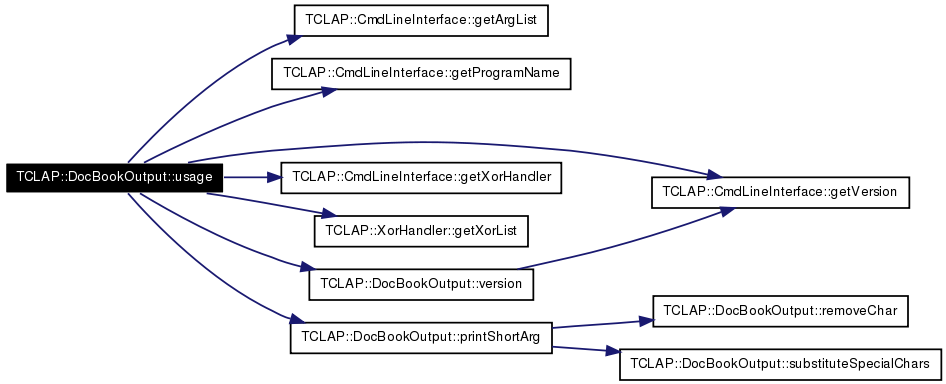 TCLAP::CmdLineInterface::getArgList
TCLAP::CmdLineInterface::getProgramName
TCLAP::DocBookOutput::usage
TCLAP::CmdLineInterface::getXorHandler
TCLAP::CmdLineInterface::getVersion
TCLAP::XorHandler::getXorList
TCLAP::DocBookOutput::version
TCLAP::DocBookOutput::removeChar
TCLAP::DocBookOutput::printShortArg
TCLAP::DocBookOutput::substituteSpecialChars